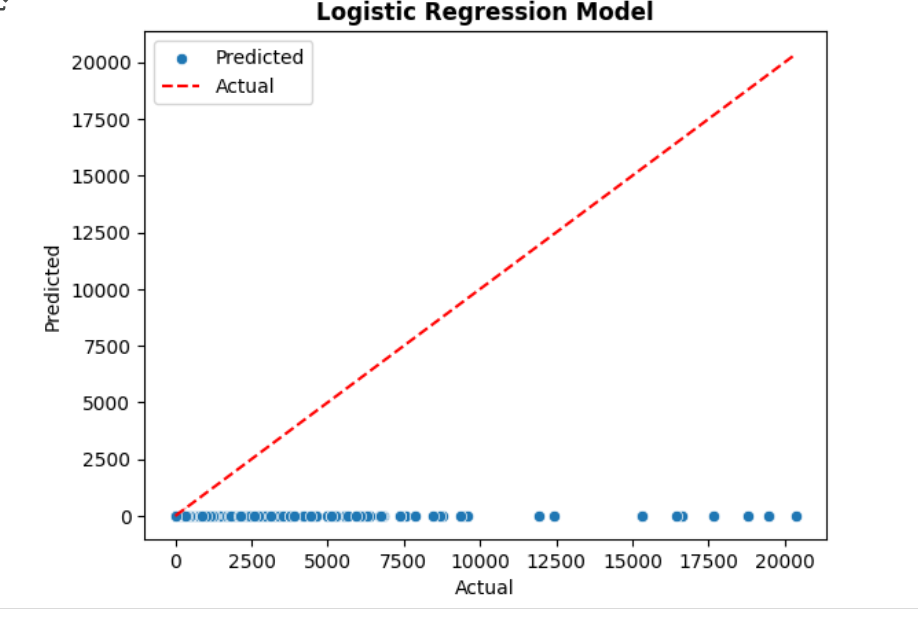 Logistic Regression Model
Predicted
Actual
20000
17500
15000
12500
10000
7500
5000
2500
0
Predicted
0 2500 5000 7500 10000 12500 15000 17500 20000
Actual